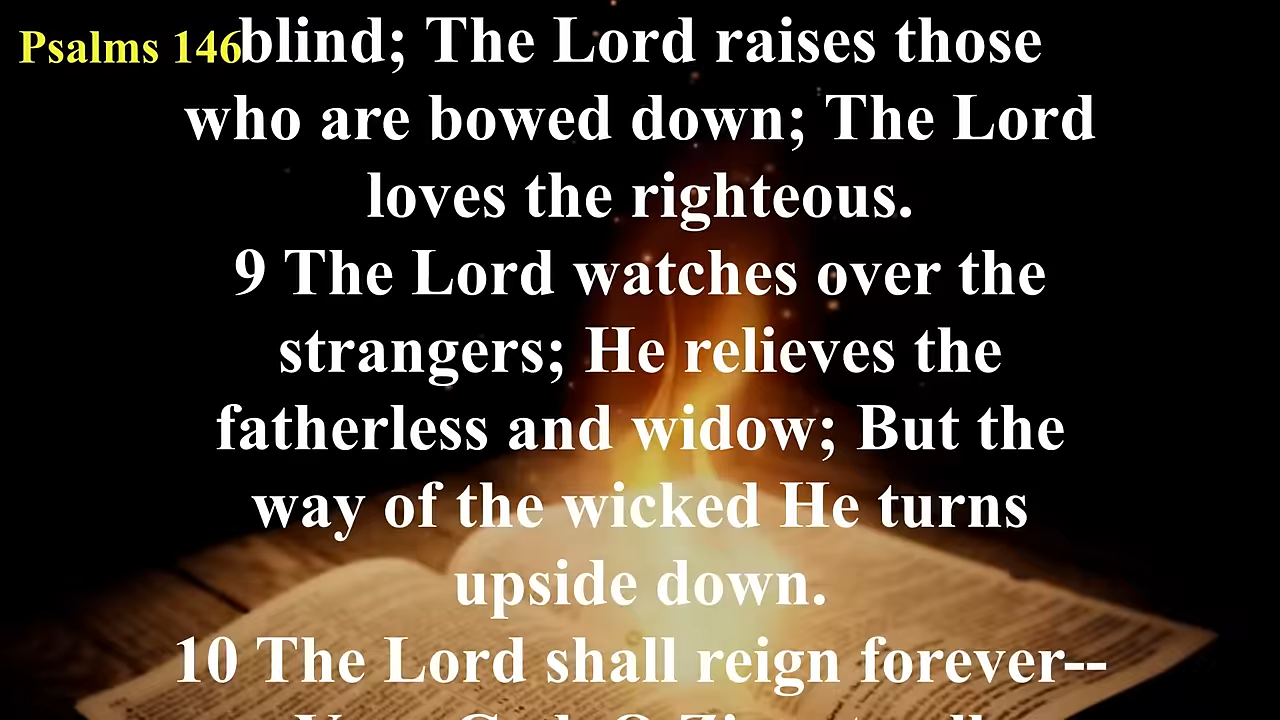 Psalms 146
blind; The Lord raises those
who are bowed down; The Lord
loves the righteous.
9 The Lord watches over the
strangers; He relieves the
fatherless and widow; But the
way of the wicked He turns
upside down.
10 The Lord shall reign forever--